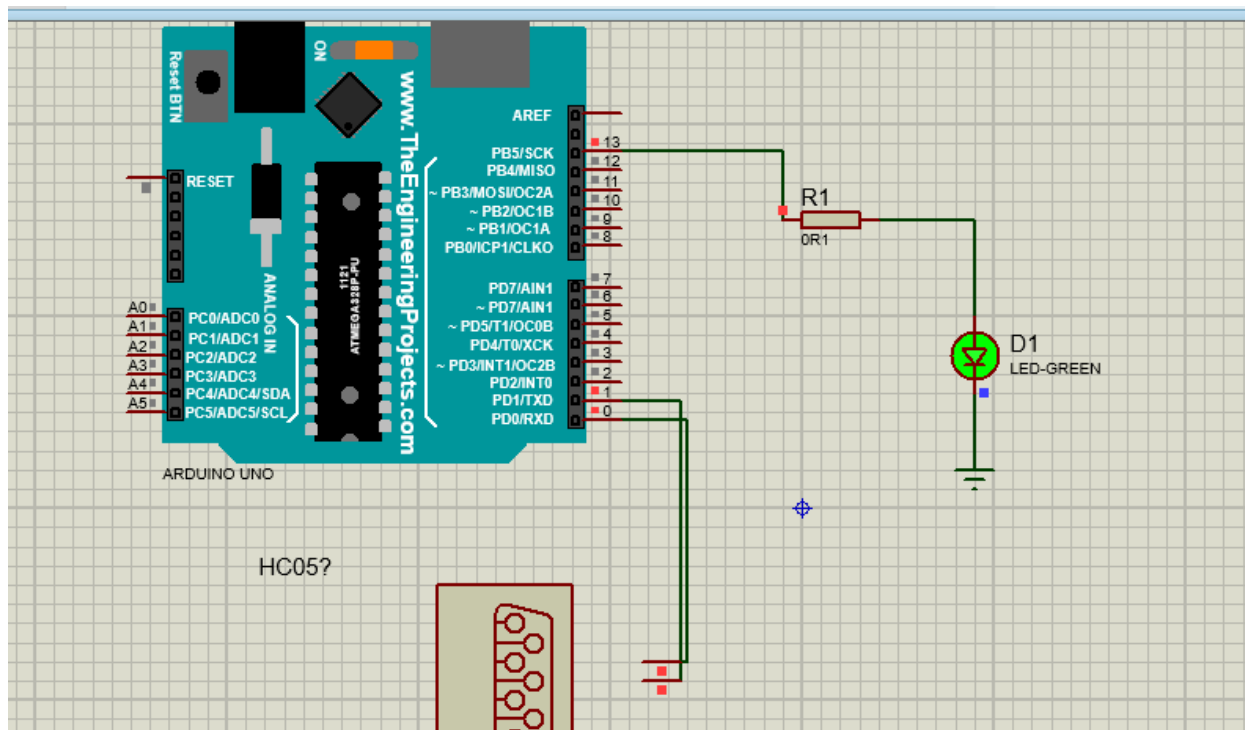 Reset BTN
ON
www.TheEngineeringProjects.com
AREF
13
PB5/SCK
12
PB4/MISO
11
~ PB3/MOSI/OC2A
10
~ PB2/OC1B
9
~ PB1/OC1A
8
PB0/ICP1/CLKO
RESET
7
PD7/AIN1
6
~ PD7/AIN1
5
~ PD5/T1/OC0B
4
PD4/T0/XCK
3
~ PD3/INT1/OC2B
2
PD2/INT0
1
PD1/TXD
0
PD0/RXD
1121
ATMEGA328P-PU
ANALOG IN
A0
PC0/ADC0
A1
PC1/ADC1
A2
PC2/ADC2
A3
PC3/ADC3
A4
PC4/ADC4/SDA
A5
PC5/ADC5/SCL
ARDUINO UNO
R1
0R1
D1
LED-GREEN
HC05?